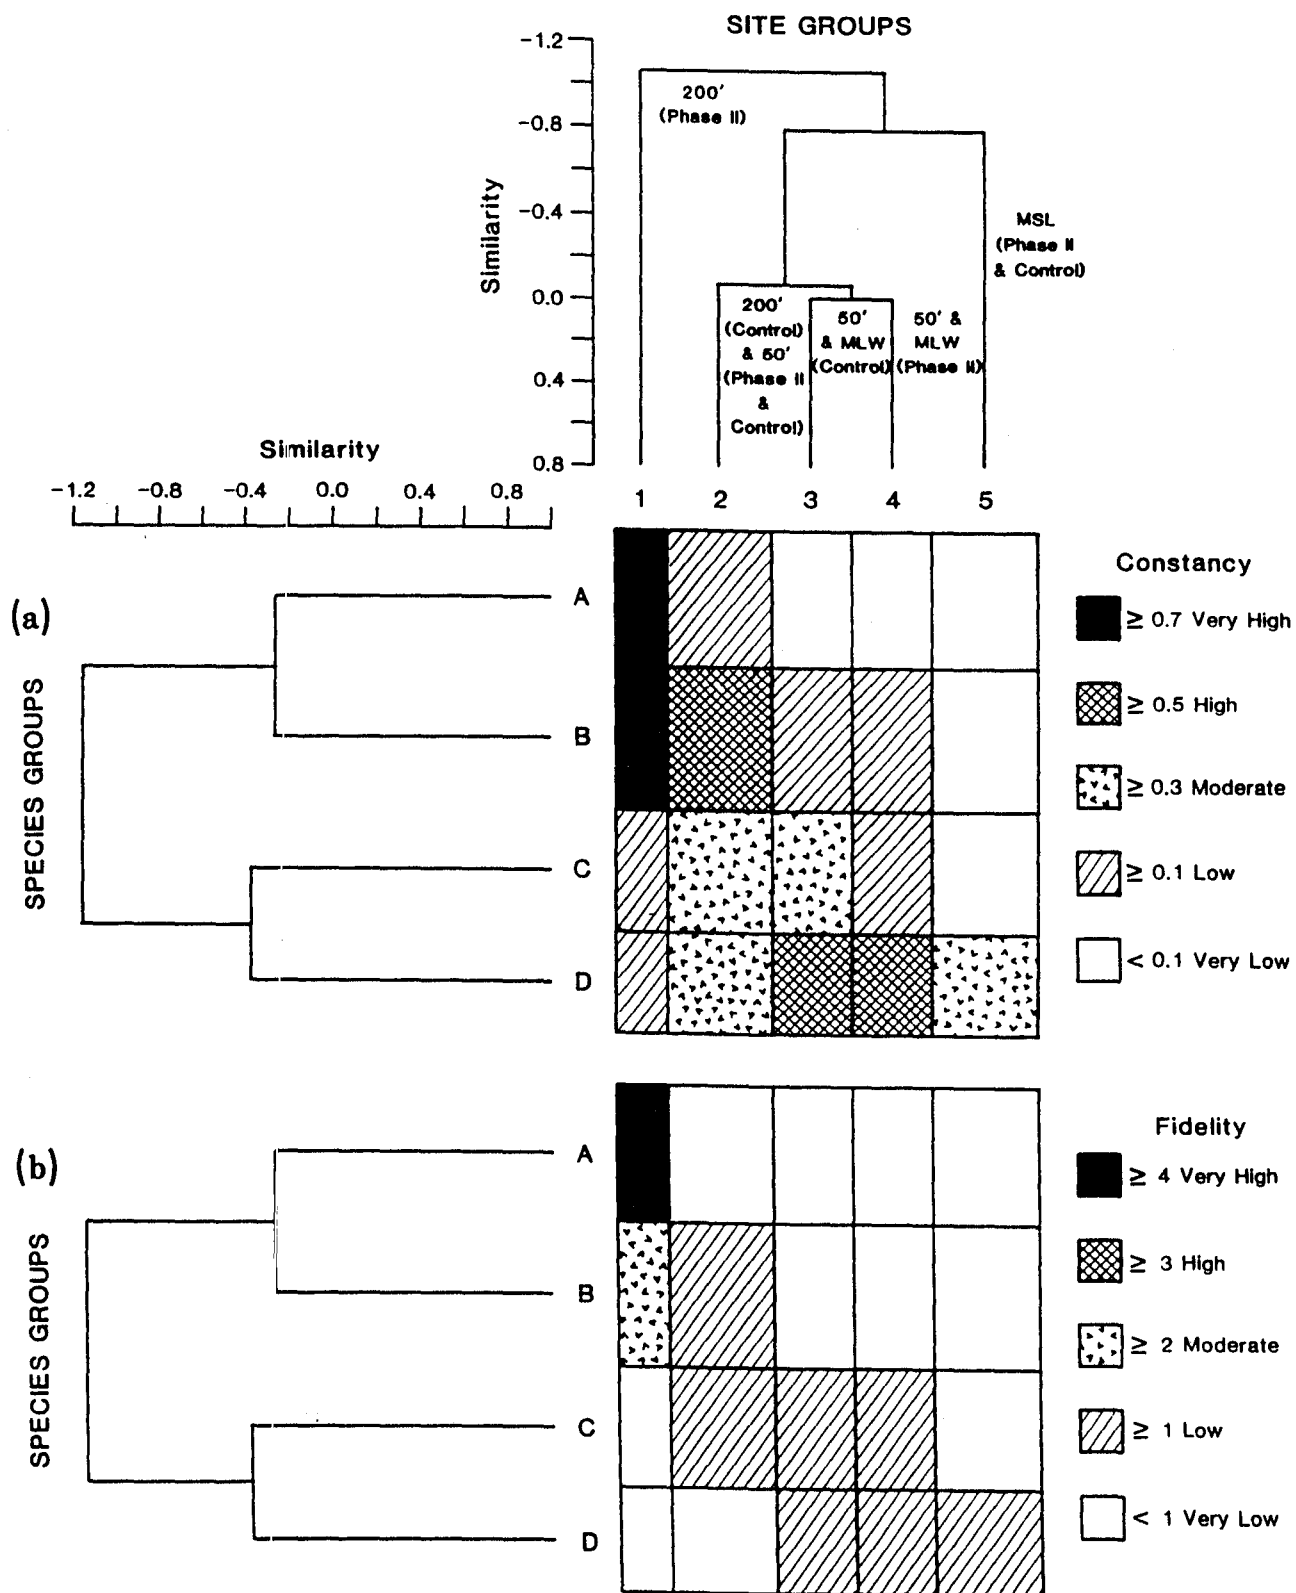 SITE GROUPS
-1.2
-0.8
-0.4
0.0
0.4
0.8
Similarity
200'
(Phase II)
MSL
(Phase II
& Control)
200'
(Control)
& 50'
(Phase II
&
Control)
50'
& MLW
(Control)
50' &
MLW
(Phase II)
Similarity
-1.2 -0.8 -0.4 0.0 0.4 0.8
1 2 3 4 5
(a)
SPECIES GROUPS
A
B
C
D
Constancy
≥ 0.7 Very High
≥ 0.5 High
≥ 0.3 Moderate
≥ 0.1 Low
< 0.1 Very Low
(b)
SPECIES GROUPS
A
B
C
D
Fidelity
≥ 4 Very High
≥ 3 High
≥ 2 Moderate
≥ 1 Low
< 1 Very Low